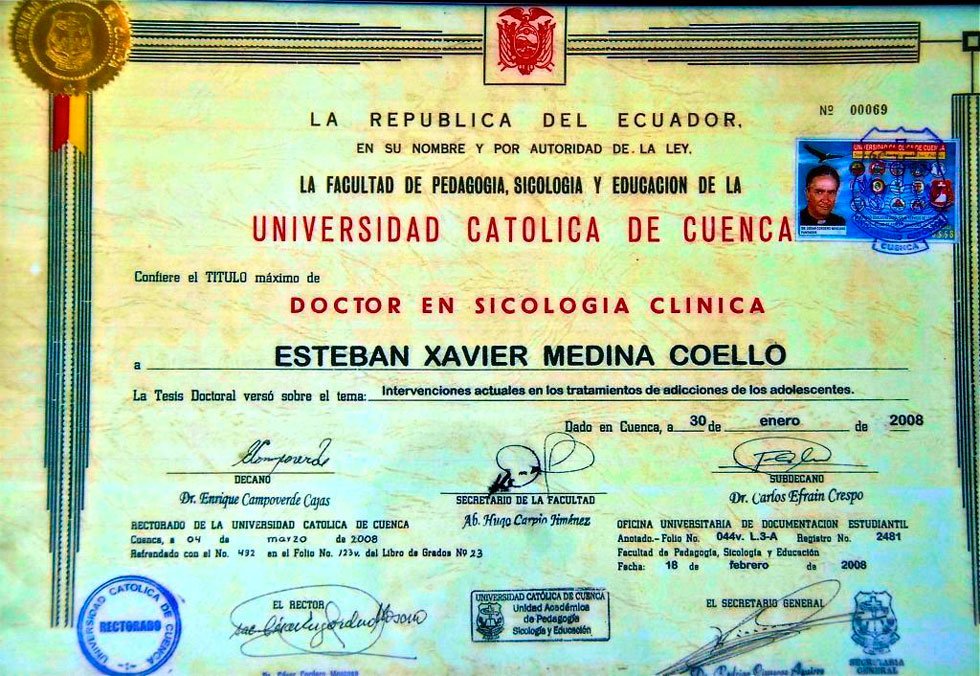 LA REPUBLICA DEL ECUADOR,
Nº 00069
EN SU NOMBRE Y POR AUTORIDAD DE LA LEY,
LA FACULTAD DE PEDAGOGIA, SICOLOGIA Y EDUCACION DE LA
UNIVERSIDAD CATOLICA DE CUENCA
UNIVERSIDAD CATOLICA DE CUENCA
CUENCA
Confiere el TITULO máximo de
DOCTOR EN SICOLOGIA CLINICA
a ESTEBAN XAVIER MEDINA COELLO
La Tesis Doctoral versó sobre el tema: Intervenciones actuales en los tratamientos de adicciones de los adolescentes.
Dado en Cuenca, a 30 de enero de 2008
DECANO
Dr. Enrique Campoverde Cajas
SECRETARIO DE LA FACULTAD
Ab. Hugo Carpio Jiménez
SUBDECANO
Dr. Carlos Efraín Crespo
RECTORADO DE LA UNIVERSIDAD CATOLICA DE CUENCA
Cuenca, a 04 de marzo de 2008
Refrendado con el No. 492 en el Folio No. 123v. del Libro de Grados Nº 23
OFICINA UNIVERSITARIA DE DOCUMENTACION ESTUDIANTIL
Anotado.- Folio No. 044v. L.3-A Registro No. 2481
Facultad de Pedagogía, Sicología y Educación
Fecha: 18 de febrero de 2008
UNIVERSIDAD CATOLICA DE CUENCA
RECTORADO
EL RECTOR
UNIVERSIDAD CATÓLICA DE CUENCA
Unidad Académica
de Pedagogía
Sicología y Educación
EL SECRETARIO GENERAL
SECRETARIA
GENERAL